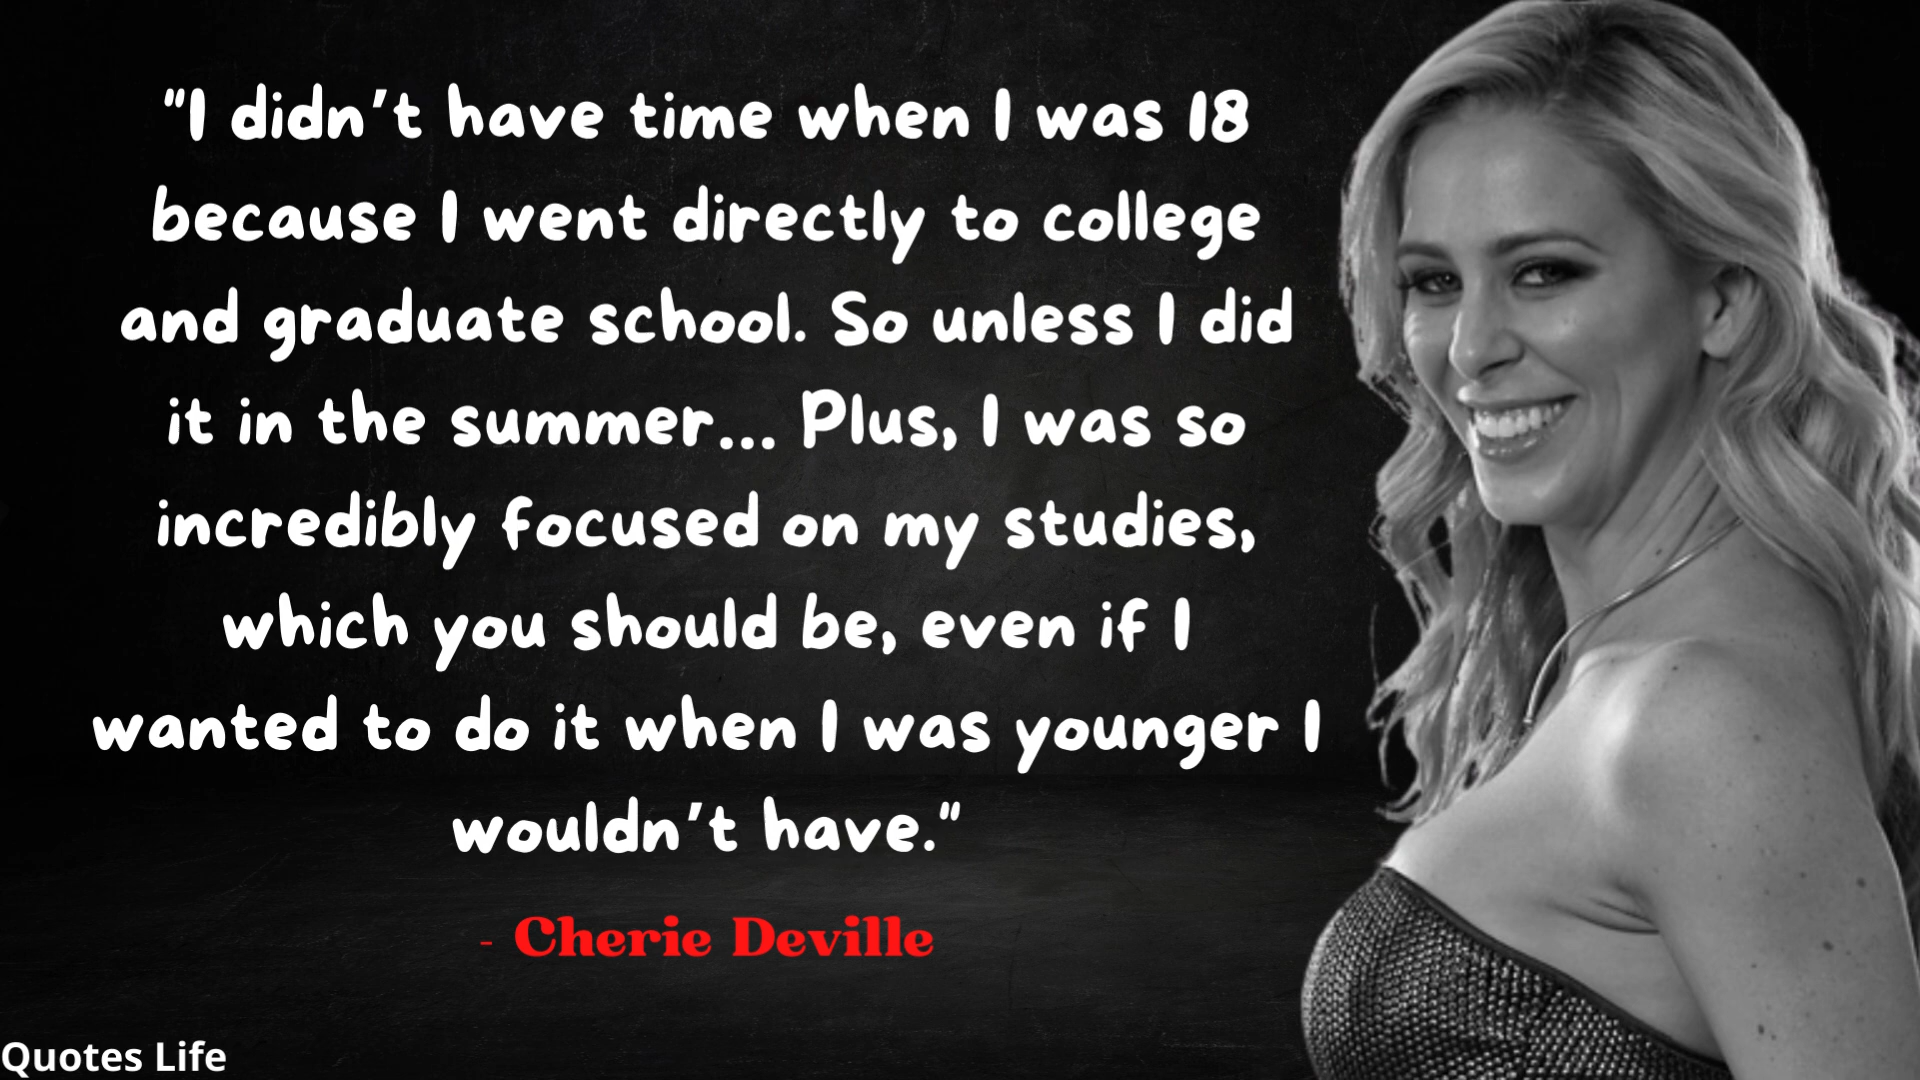 "I didn't have time when I was 18
because I went directly to college
and graduate school. So unless I did
it in the summer... Plus, I was so
incredibly focused on my studies,
which you should be, even if I
wanted to do it when I was younger I
wouldn't have."
- Cherie Deville
Quotes Life